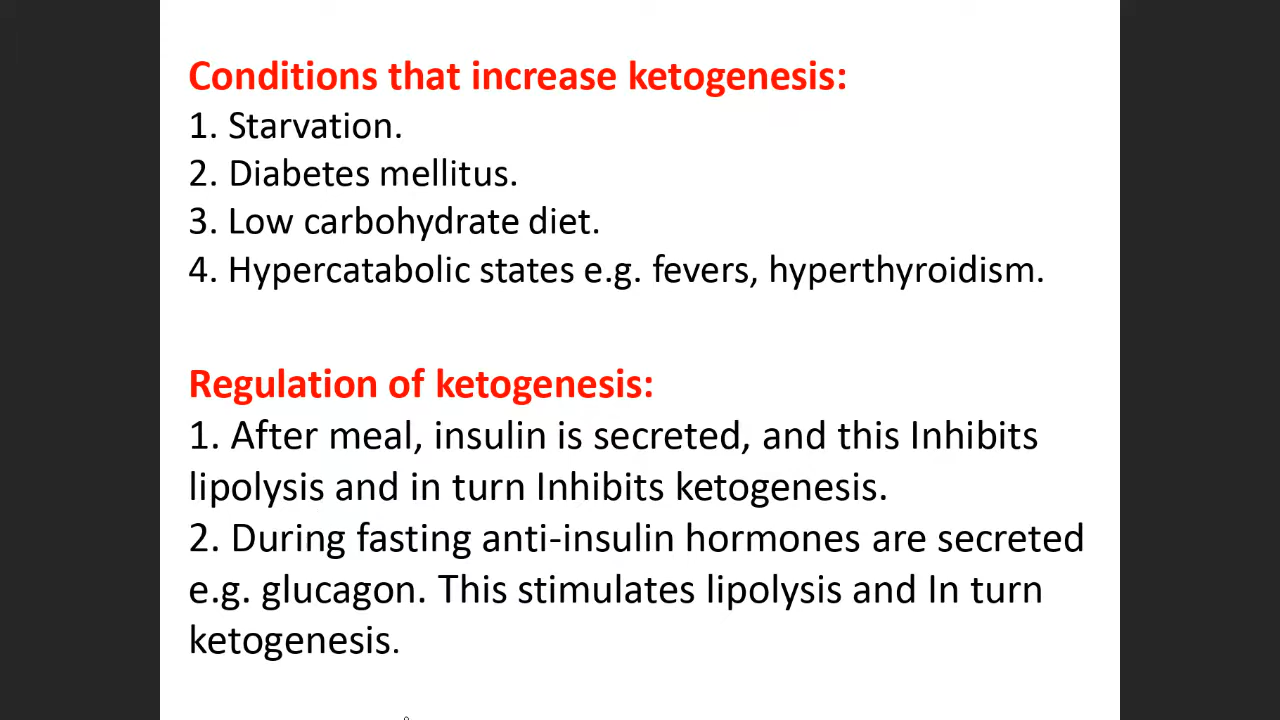 Conditions that increase ketogenesis:
1. Starvation.
2. Diabetes mellitus.
3. Low carbohydrate diet.
4. Hypercatabolic states e.g. fevers, hyperthyroidism.
Regulation of ketogenesis:
1. After meal, insulin is secreted, and this Inhibits
lipolysis and in turn Inhibits ketogenesis.
2. During fasting anti-insulin hormones are secreted
e.g. glucagon. This stimulates lipolysis and In turn
ketogenesis.